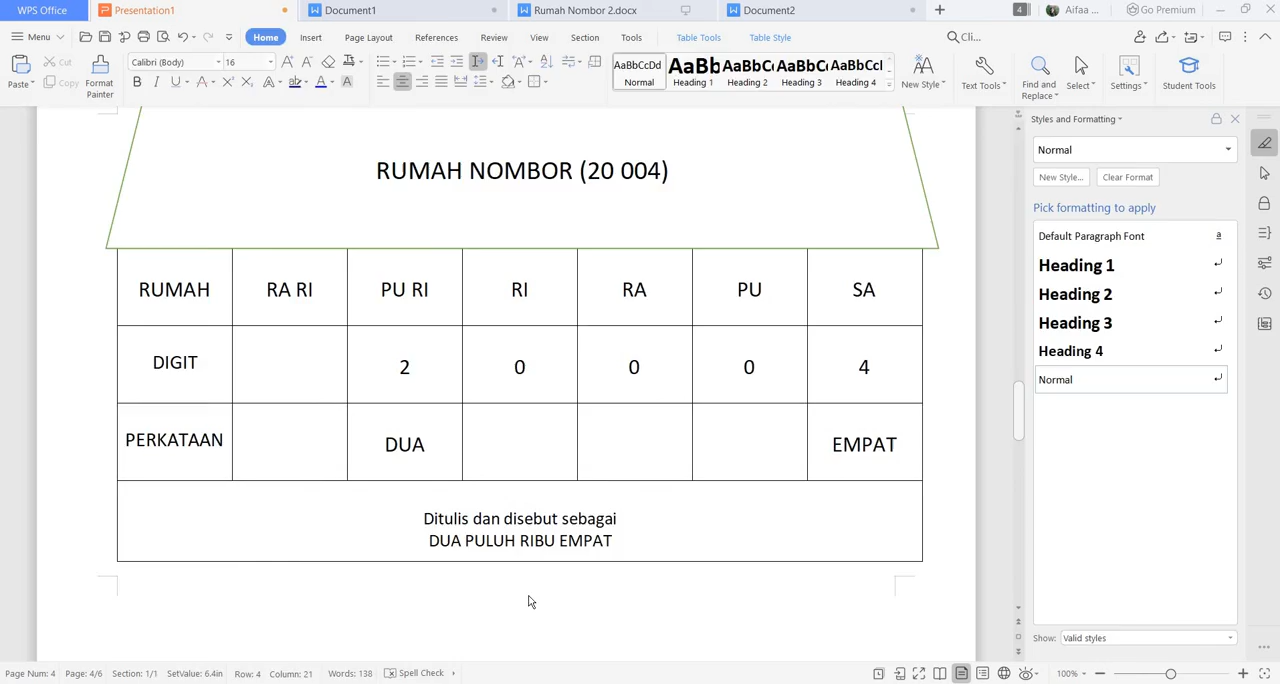 WPS Office Presentation1 Document1 Rumah Nombor 2.docx Document2 4 Aifaa ... Go Premium
Menu Home Insert Page Layout References Review View Section Tools Table Tools Table Style Cli...
Paste Cut Copy Format Painter Calibri (Body) 16
AaBbCcDd AaBb AaBbC AaBbC AaBbCcI
Normal Heading 1 Heading 2 Heading 3 Heading 4
New Style Text Tools Find and Replace Select Settings Student Tools
RUMAH NOMBOR (20 004)
RUMAH RA RI PU RI RI RA PU SA
DIGIT 2 0 0 0 4
PERKATAAN DUA EMPAT
Ditulis dan disebut sebagai
DUA PULUH RIBU EMPAT
Styles and Formatting
Normal
New Style... Clear Format
Pick formatting to apply
Default Paragraph Font a
Heading 1
Heading 2
Heading 3
Heading 4
Normal
Show: Valid styles
Page Num: 4 Page: 4/6 Section: 1/1 SetValue: 6.4in Row: 4 Column: 21 Words: 138 Spell Check 100%